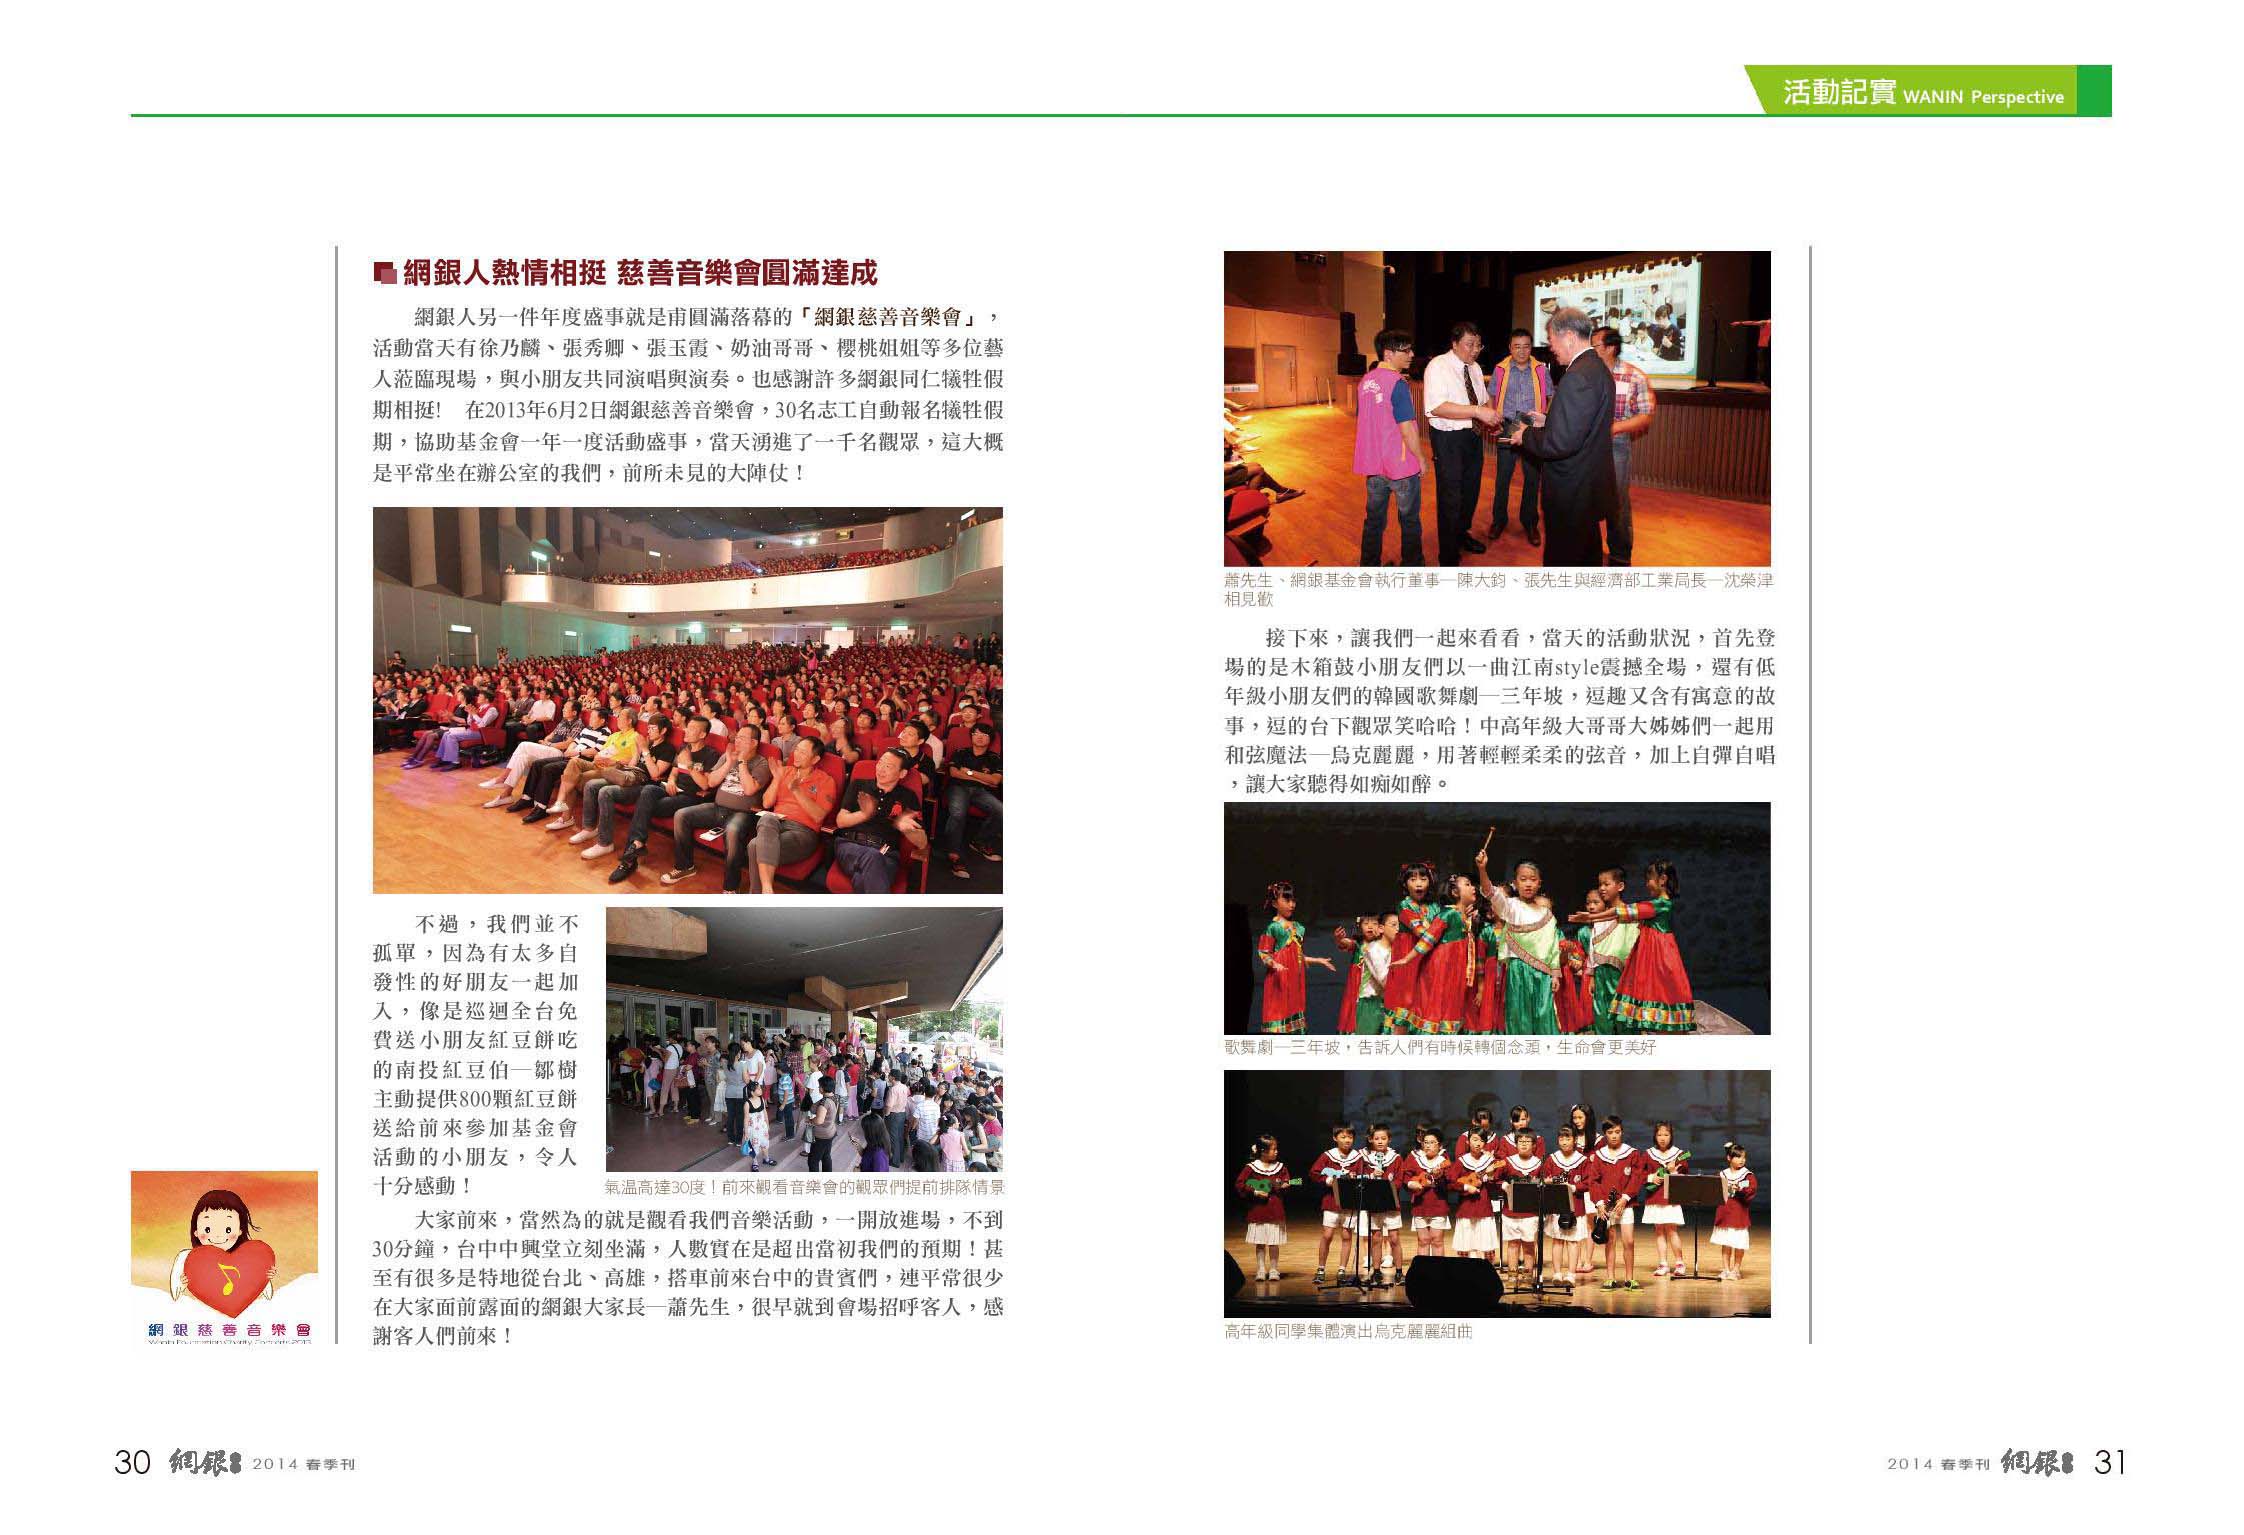 活動記實 WANIN Perspective
網銀人熱情相挺 慈善音樂會圓滿達成
網銀人另一件年度盛事就是甫圓滿落幕的「網銀慈善音樂會」，
活動當天有徐乃麟、張秀卿、張玉霞、奶油哥哥、櫻桃姐姐等多位藝
人蒞臨現場，與小朋友共同演唱與演奏。也感謝許多網銀同仁犧牲假
期相挺!　在2013年6月2日網銀慈善音樂會，30名志工自動報名犧牲假
期，協助基金會一年一度活動盛事，當天湧進了一千名觀眾，這大概
是平常坐在辦公室的我們，前所未見的大陣仗！
不過，我們並不
孤單，因為有太多自
發性的好朋友一起加
入，像是巡迴全台免
費送小朋友紅豆餅吃
的南投紅豆伯─鄒樹
主動提供800顆紅豆餅
送給前來參加基金會
活動的小朋友，令人
十分感動！
氣溫高達30度！前來觀看音樂會的觀眾們提前排隊情景
大家前來，當然為的就是觀看我們音樂活動，一開放進場，不到
30分鐘，台中中興堂立刻坐滿，人數實在是超出當初我們的預期！甚
至有很多是特地從台北、高雄，搭車前來台中的貴賓們，連平常很少
在大家面前露面的網銀大家長─蕭先生，很早就到會場招呼客人，感
謝客人們前來！
網銀慈善音樂會
Wanin Foundation Charity Concerts 2013
蕭先生、網銀基金會執行董事─陳大鈞、張先生與經濟部工業局長─沈榮津
相見歡
接下來，讓我們一起來看看，當天的活動狀況，首先登
場的是木箱鼓小朋友們以一曲江南style震撼全場，還有低
年級小朋友們的韓國歌舞劇─三年坡，逗趣又含有寓意的故
事，逗的台下觀眾笑哈哈！中高年級大哥哥大姊姊們一起用
和弦魔法─烏克麗麗，用著輕輕柔柔的弦音，加上自彈自唱
，讓大家聽得如痴如醉。
歌舞劇─三年坡，告訴人們有時候轉個念頭，生命會更美好
高年級同學集體演出烏克麗麗組曲
30 網銀 2014 春季刊
2014 春季刊 網銀 31